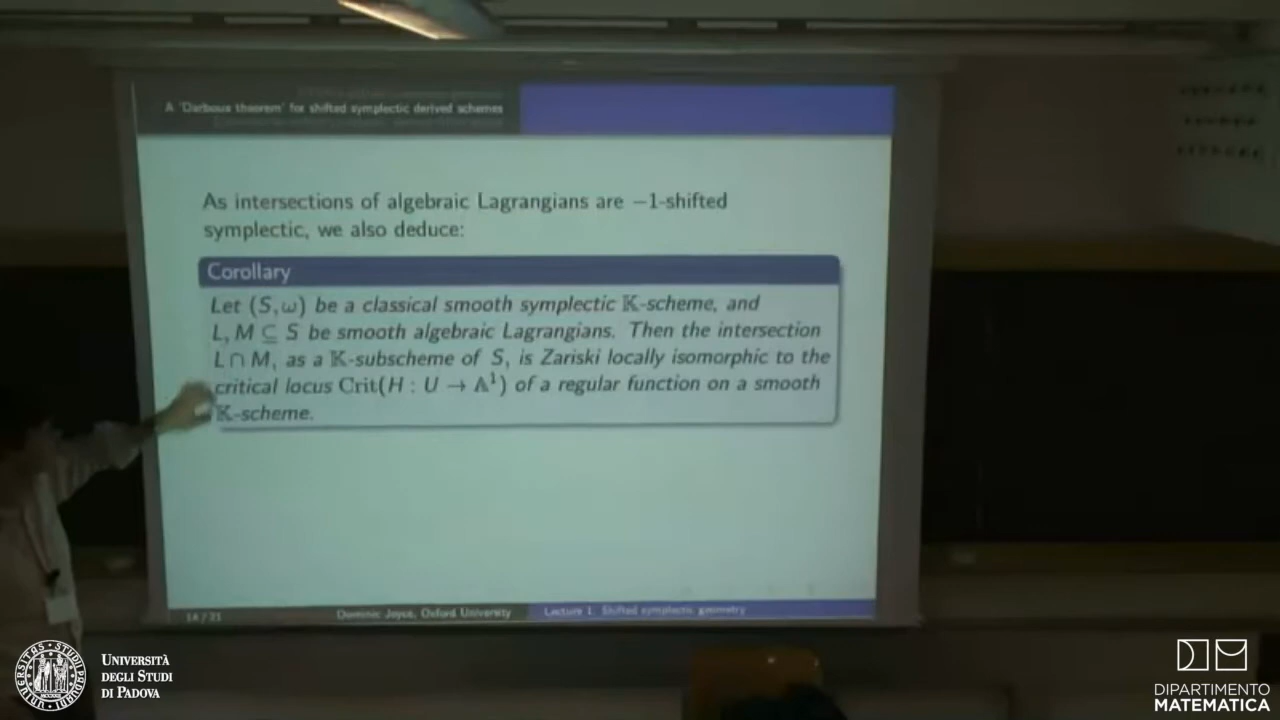 A 'Darboux theorem' for shifted symplectic derived schemes
As intersections of algebraic Lagrangians are −1-shifted
symplectic, we also deduce:
Corollary
Let (S, ω) be a classical smooth symplectic 𝕂-scheme, and
L, M ⊆ S be smooth algebraic Lagrangians. Then the intersection
L ∩ M, as a 𝕂-subscheme of S, is Zariski locally isomorphic to the
critical locus Crit(H : U → 𝔸¹) of a regular function on a smooth
𝕂-scheme.
Dominic Joyce, Oxford University
Lecture 1: Shifted symplectic geometry
UNIVERSITÀ
DEGLI STUDI
DI PADOVA
DIPARTIMENTO
MATEMATICA